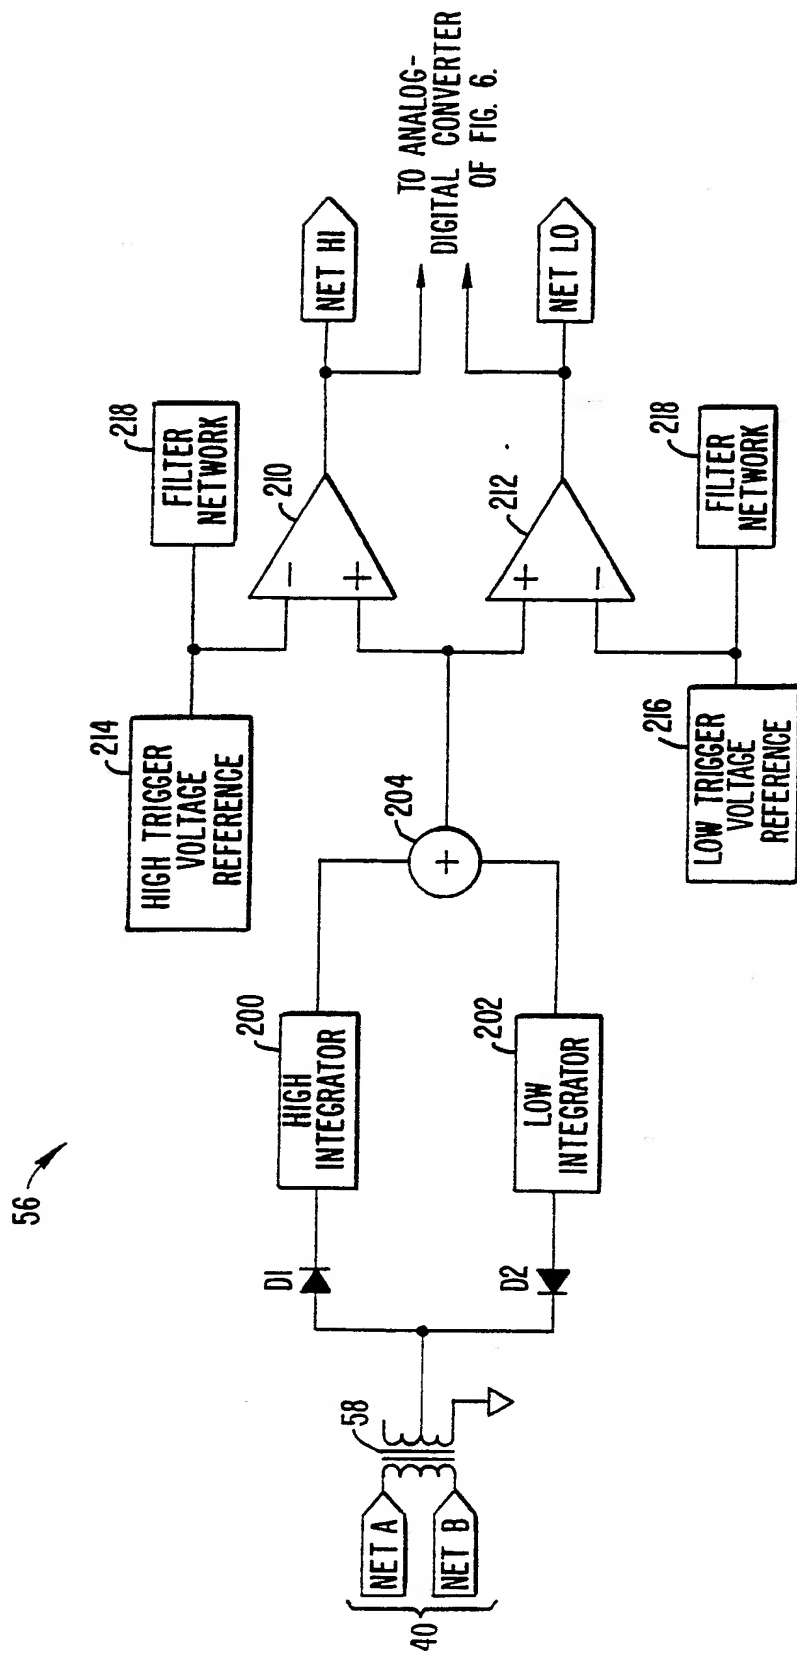 56
40
NET A
NET B
58
D1
D2
200
HIGH
INTEGRATOR
202
LOW
INTEGRATOR
204
+
214
HIGH TRIGGER
VOLTAGE
REFERENCE
216
LOW TRIGGER
VOLTAGE
REFERENCE
218
FILTER
NETWORK
210
-
+
212
+
-
218
FILTER
NETWORK
NET HI
NET LO
TO ANALOG-
DIGITAL CONVERTER
OF FIG. 6.